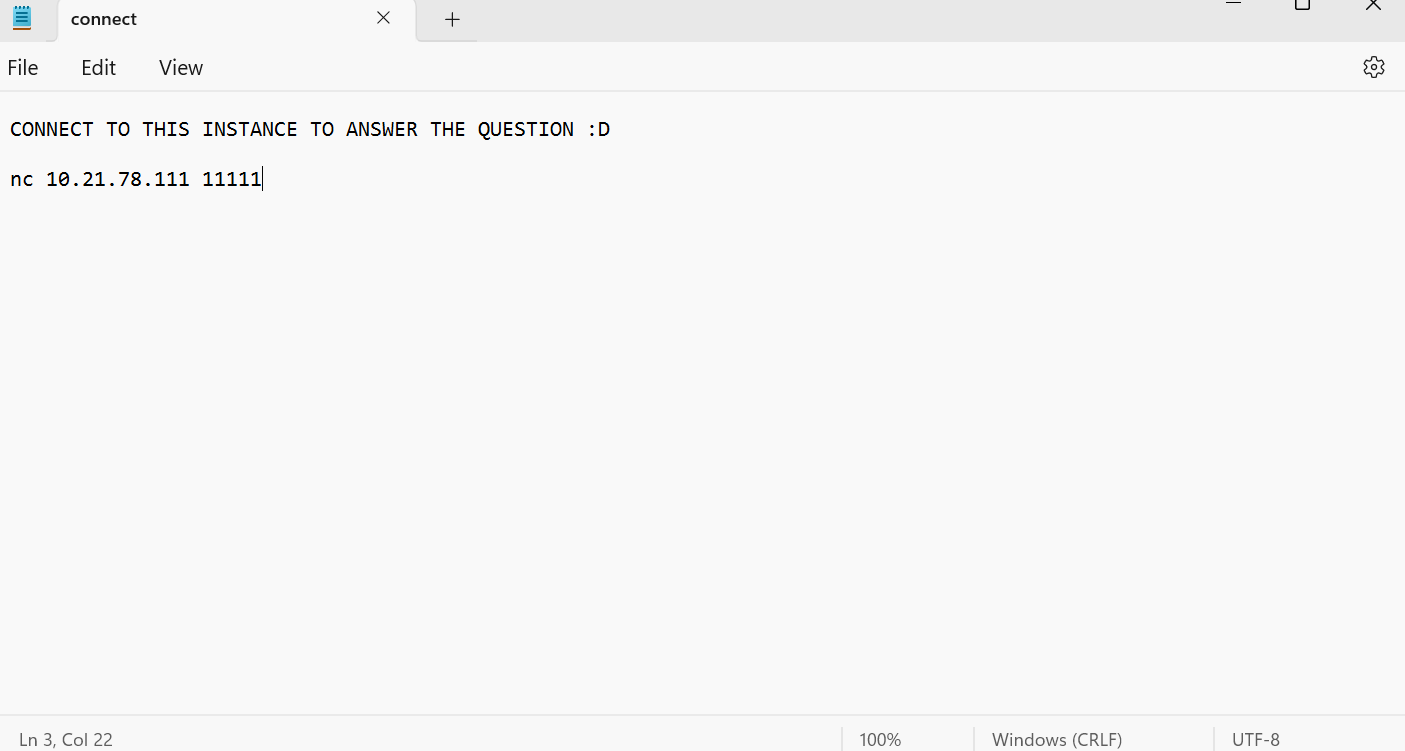 connect
File Edit View
CONNECT TO THIS INSTANCE TO ANSWER THE QUESTION :D
nc 10.21.78.111 11111
Ln 3, Col 22 100% Windows (CRLF) UTF-8